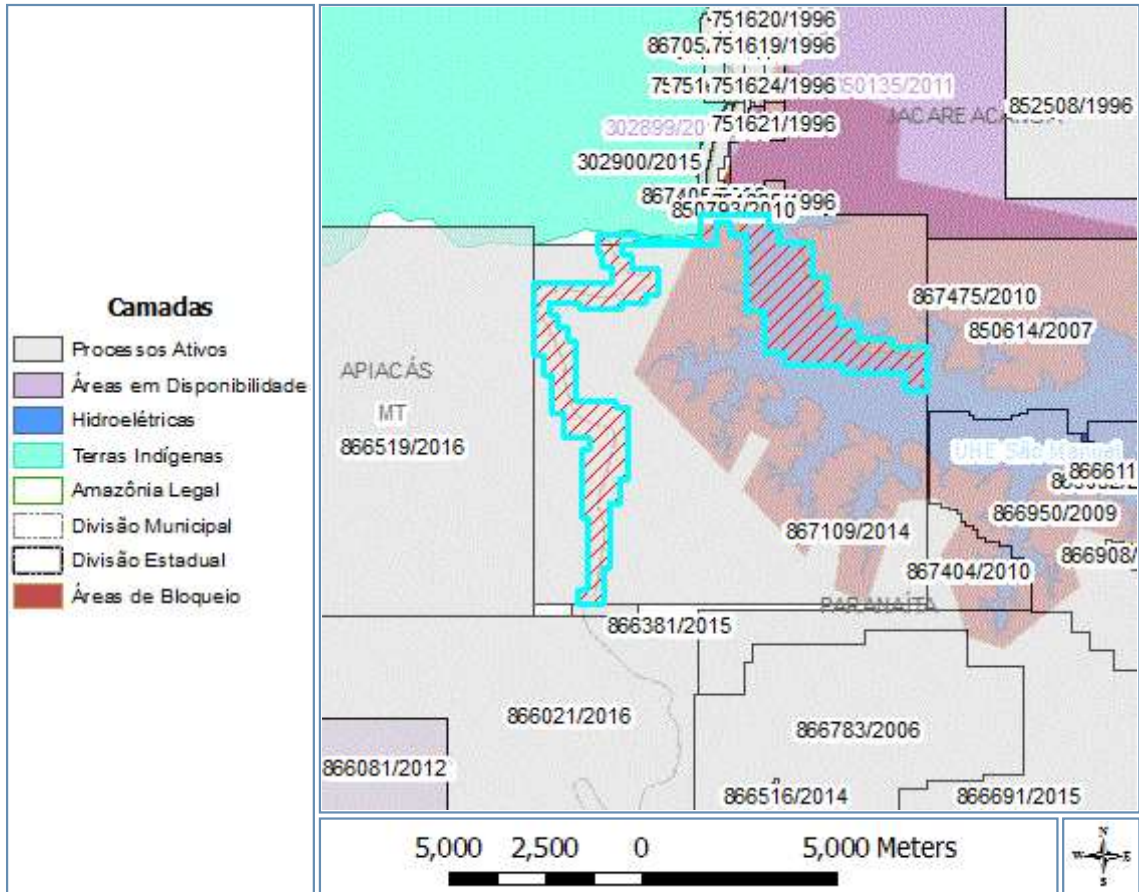 Camadas
Processos Ativos
Áreas em Disponibilidade
Hidroelétricas
Terras Indígenas
Amazônia Legal
Divisão Municipal
Divisão Estadual
Áreas de Bloqueio
751620/1996
751619/1996
751624/1996
850135/2011
852508/1996
751621/1996
302900/2015
850793/2010
867475/2010
850614/2007
APIACÁS
MT
866519/2016
UHE São Manuel
866950/2009
867109/2014
867404/2010
PARANAÍTA
866381/2015
866021/2016
866783/2006
866081/2012
866516/2014
866691/2015
5,000 2,500 0 5,000 Meters
N
W E
S